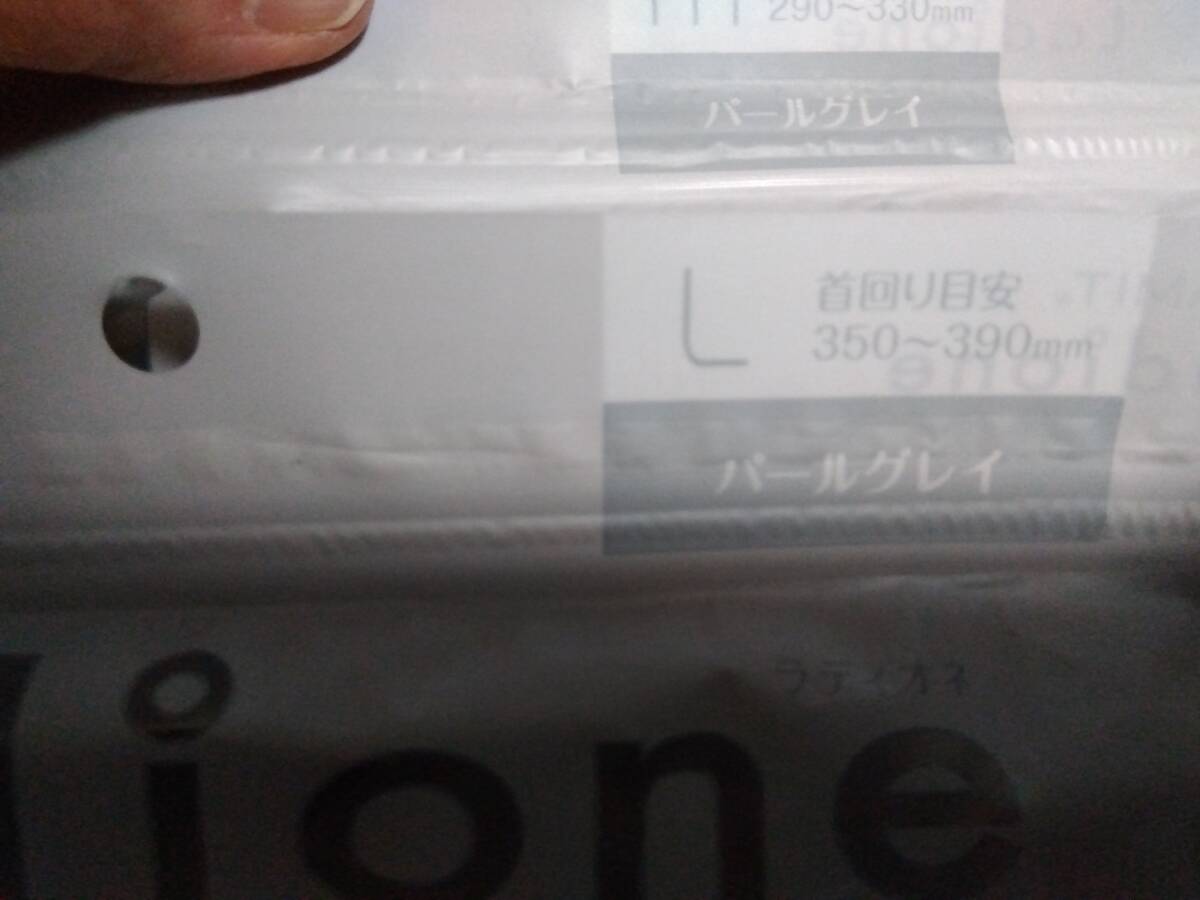 290~330mm
パールグレイ
L
首回り目安
350~390mm
パールグレイ
ラティオネ
ione